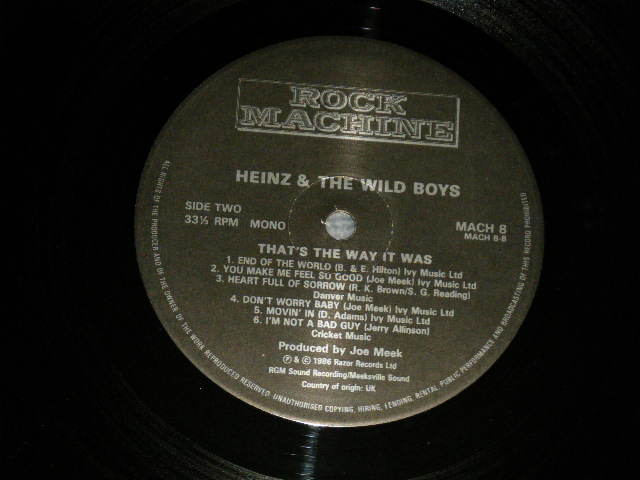 ROCK
MACHINE
HEINZ & THE WILD BOYS
SIDE TWO
33⅓ RPM MONO
MACH 8
MACH 8-B
THAT'S THE WAY IT WAS
1. END OF THE WORLD (B. & E. Hilton) Ivy Music Ltd
2. YOU MAKE ME FEEL SO GOOD (Joe Meek) Ivy Music Ltd
3. HEART FULL OF SORROW (R. K. Brown/S. G. Reading)
Danver Music
4. DON'T WORRY BABY (Joe Meek) Ivy Music Ltd
5. MOVIN' IN (D. Adams) Ivy Music Ltd
6. I'M NOT A BAD GUY (Jerry Allinson)
Cricket Music
Produced by Joe Meek
℗ & © 1986 Razor Records Ltd
RGM Sound Recording/Meeksville Sound
Country of origin: UK
ALL RIGHTS OF THE PRODUCER AND OF THE OWNER OF THE WORK REPRODUCED RESERVED. UNAUTHORISED COPYING, HIRING, LENDING, RENTAL, PUBLIC PERFORMANCE AND BROADCASTING OF THIS RECORD PROHIBITED